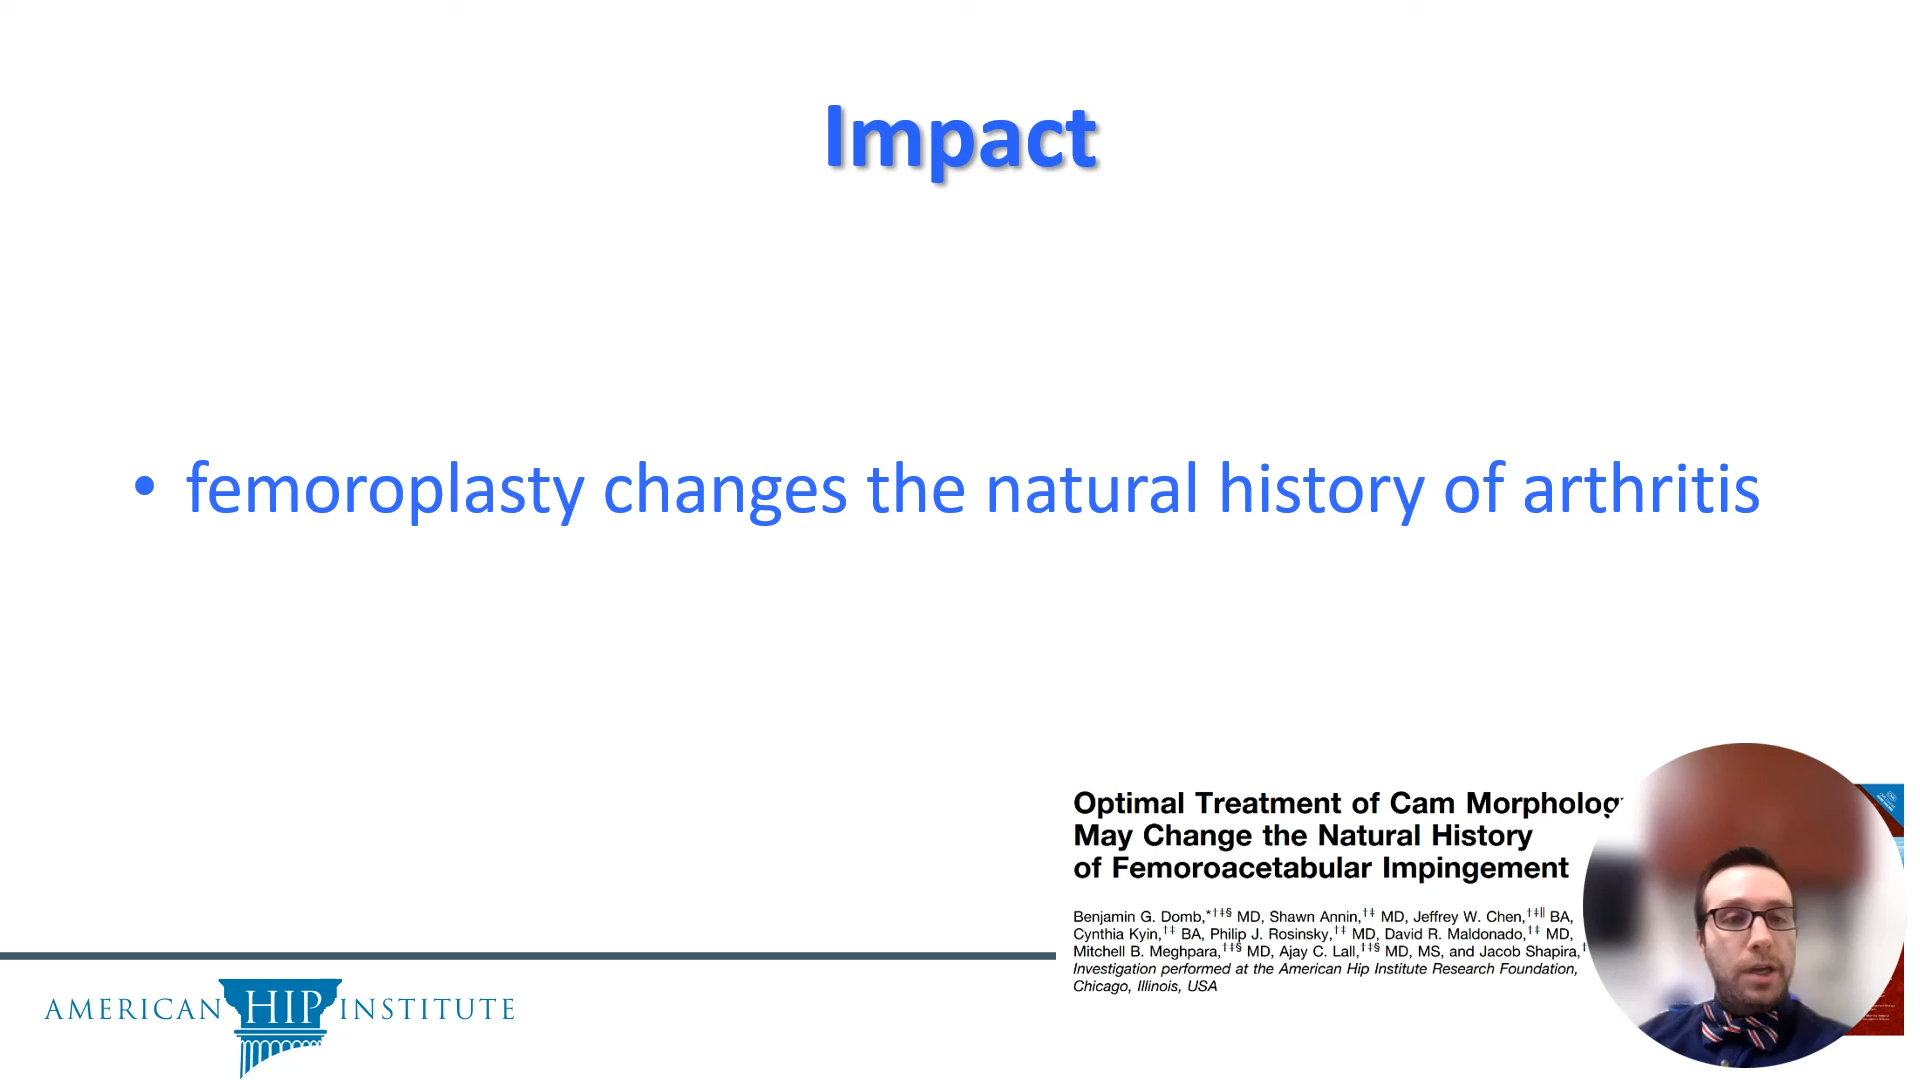 Impact
• femoroplasty changes the natural history of arthritis
Optimal Treatment of Cam Morpholog
May Change the Natural History
of Femoroacetabular Impingement
Benjamin G. Domb,*†‡§ MD, Shawn Annin,†‡ MD, Jeffrey W. Chen,†‡|| BA,
Cynthia Kyin,†‡ BA, Philip J. Rosinsky,†‡ MD, David R. Maldonado,†‡ MD,
Mitchell B. Meghpara,†‡§ MD, Ajay C. Lall,†‡§ MD, MS, and Jacob Shapira,†
Investigation performed at the American Hip Institute Research Foundation,
Chicago, Illinois, USA
AMERICAN HIP INSTITUTE